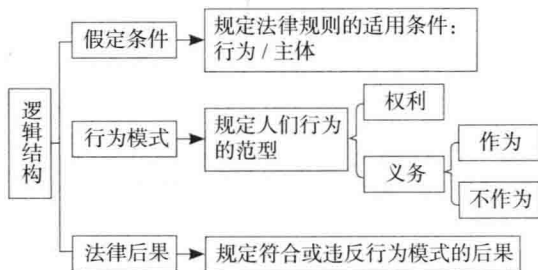 逻辑结构
假定条件
规定法律规则的适用条件：
行为 / 主体
行为模式
规定人们行为
的范型
权利
义务
作为
不作为
法律后果
规定符合或违反行为模式的后果